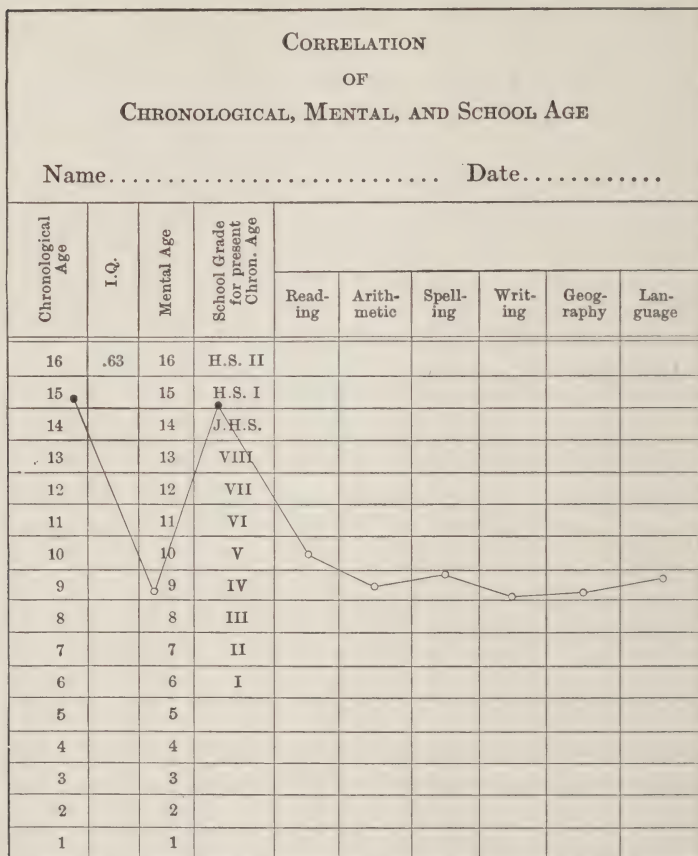 CORRELATION
OF
CHRONOLOGICAL, MENTAL, AND SCHOOL AGE
Name............................ Date............
Chronological Age I.Q. Mental Age School Grade for present Chron. Age
Read-ing Arith-metic Spell-ing Writ-ing Geog-raphy Lan-guage
16 .63 16 H.S. II
15 15 H.S. I
14 14 J.H.S.
13 13 VIII
12 12 VII
11 11 VI
10 10 V
9 9 IV
8 8 III
7 7 II
6 6 I
5 5
4 4
3 3
2 2
1 1